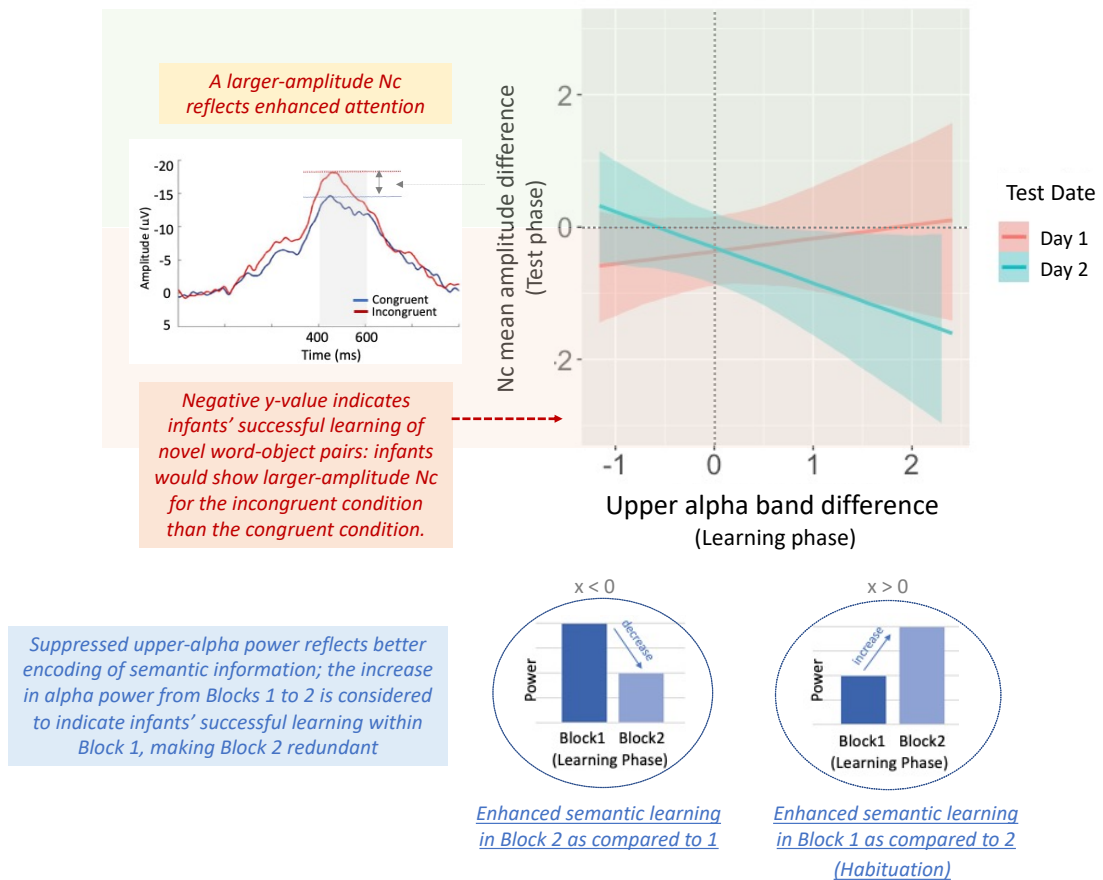 A larger-amplitude Nc
reflects enhanced attention
-20
-15
-10
-5
0
5
Amplitude (uV)
Congruent
Incongruent
400 600
Time (ms)
Negative y-value indicates
infants' successful learning of
novel word-object pairs: infants
would show larger-amplitude Nc
for the incongruent condition
than the congruent condition.
Nc mean amplitude difference
(Test phase)
2
0
-2
-1 0 1 2
Upper alpha band difference
(Learning phase)
Test Date
Day 1
Day 2
Suppressed upper-alpha power reflects better
encoding of semantic information; the increase
in alpha power from Blocks 1 to 2 is considered
to indicate infants' successful learning within
Block 1, making Block 2 redundant
x < 0
Power
decrease
Block1 Block2
(Learning Phase)
Enhanced semantic learning
in Block 2 as compared to 1
x > 0
Power
increase
Block1 Block2
(Learning Phase)
Enhanced semantic learning
in Block 1 as compared to 2
(Habituation)